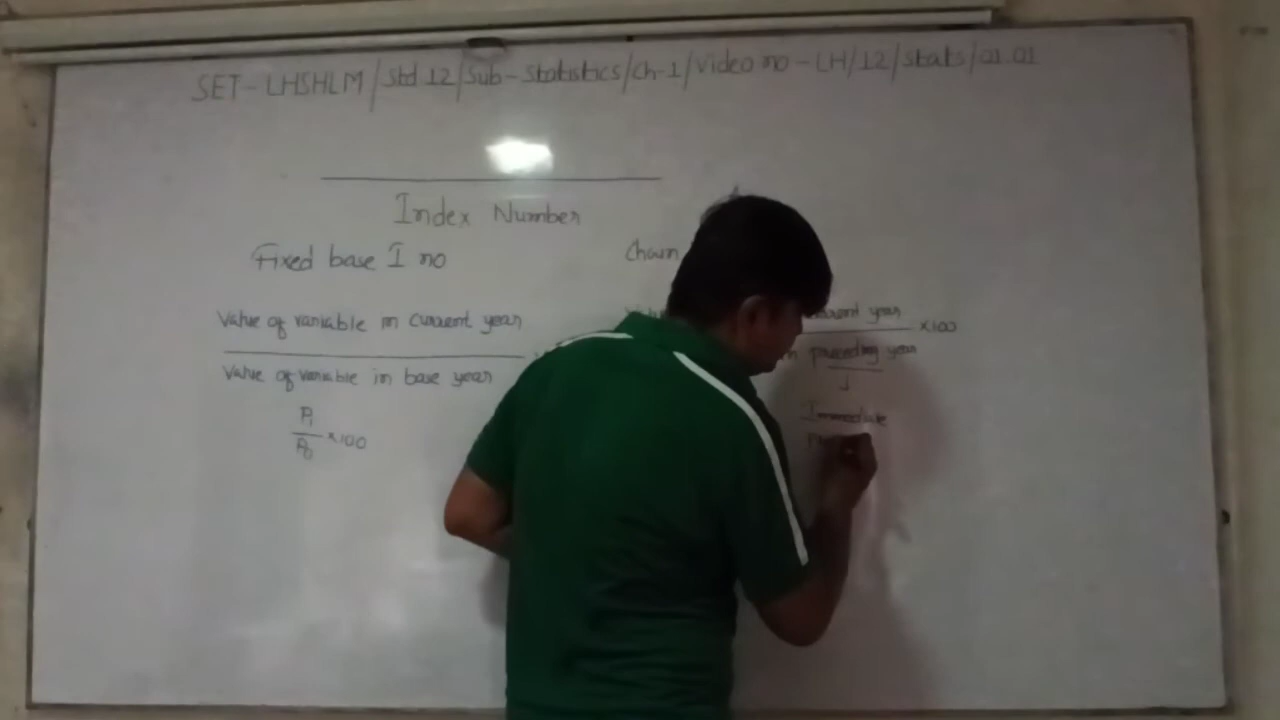 SET-LHSHLM/Std 12/Sub-Statistics/Ch-1/Video no-LH/12/Stats/01.01
Index Number
Fixed base I no
Chain
Value of variable in current year
Value of variable in base year
P1
P0
×100
current year
×100
preceding year
Immediate